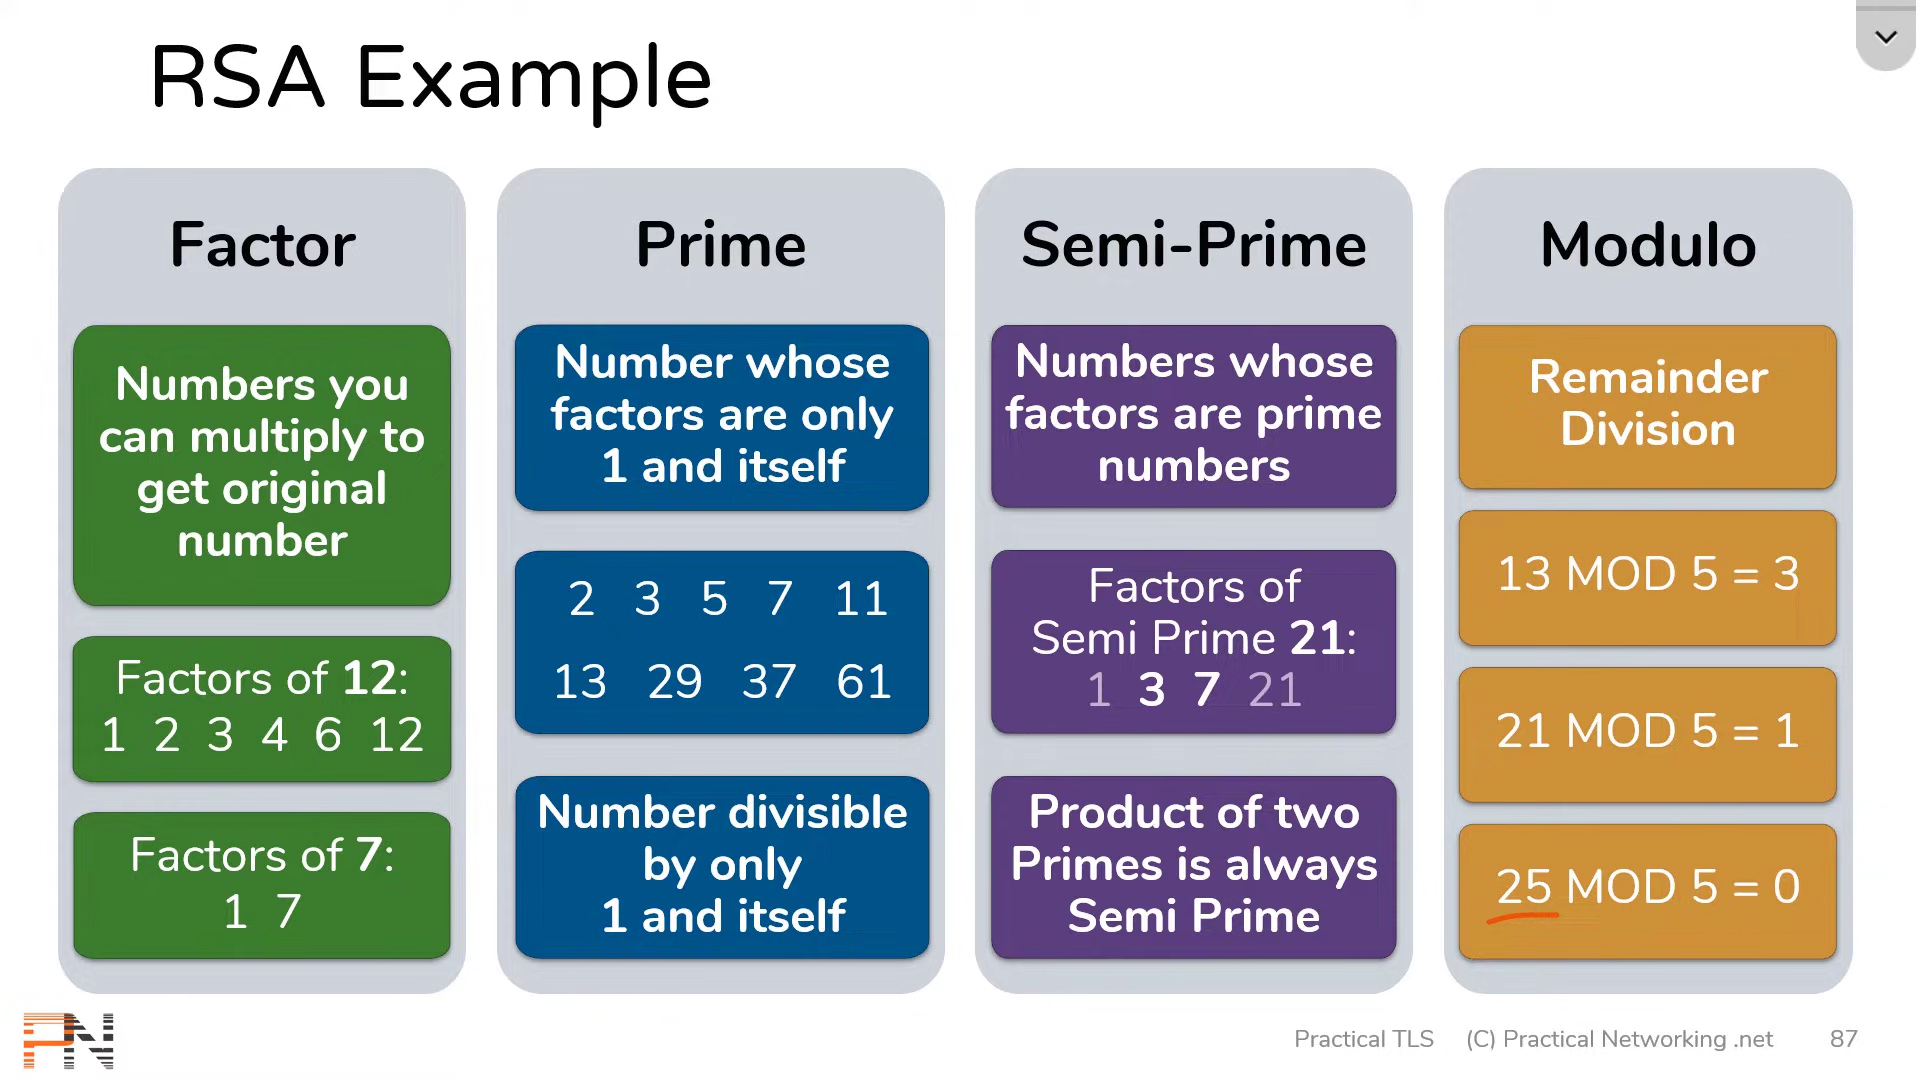 RSA Example
Factor
Numbers you
can multiply to
get original
number
Factors of 12:
1 2 3 4 6 12
Factors of 7:
1 7
Prime
Number whose
factors are only
1 and itself
2 3 5 7 11
13 29 37 61
Number divisible
by only
1 and itself
Semi-Prime
Numbers whose
factors are prime
numbers
Factors of
Semi Prime 21:
1 3 7 21
Product of two
Primes is always
Semi Prime
Modulo
Remainder
Division
13 MOD 5 = 3
21 MOD 5 = 1
25 MOD 5 = 0
PN
Practical TLS (C) Practical Networking .net 87